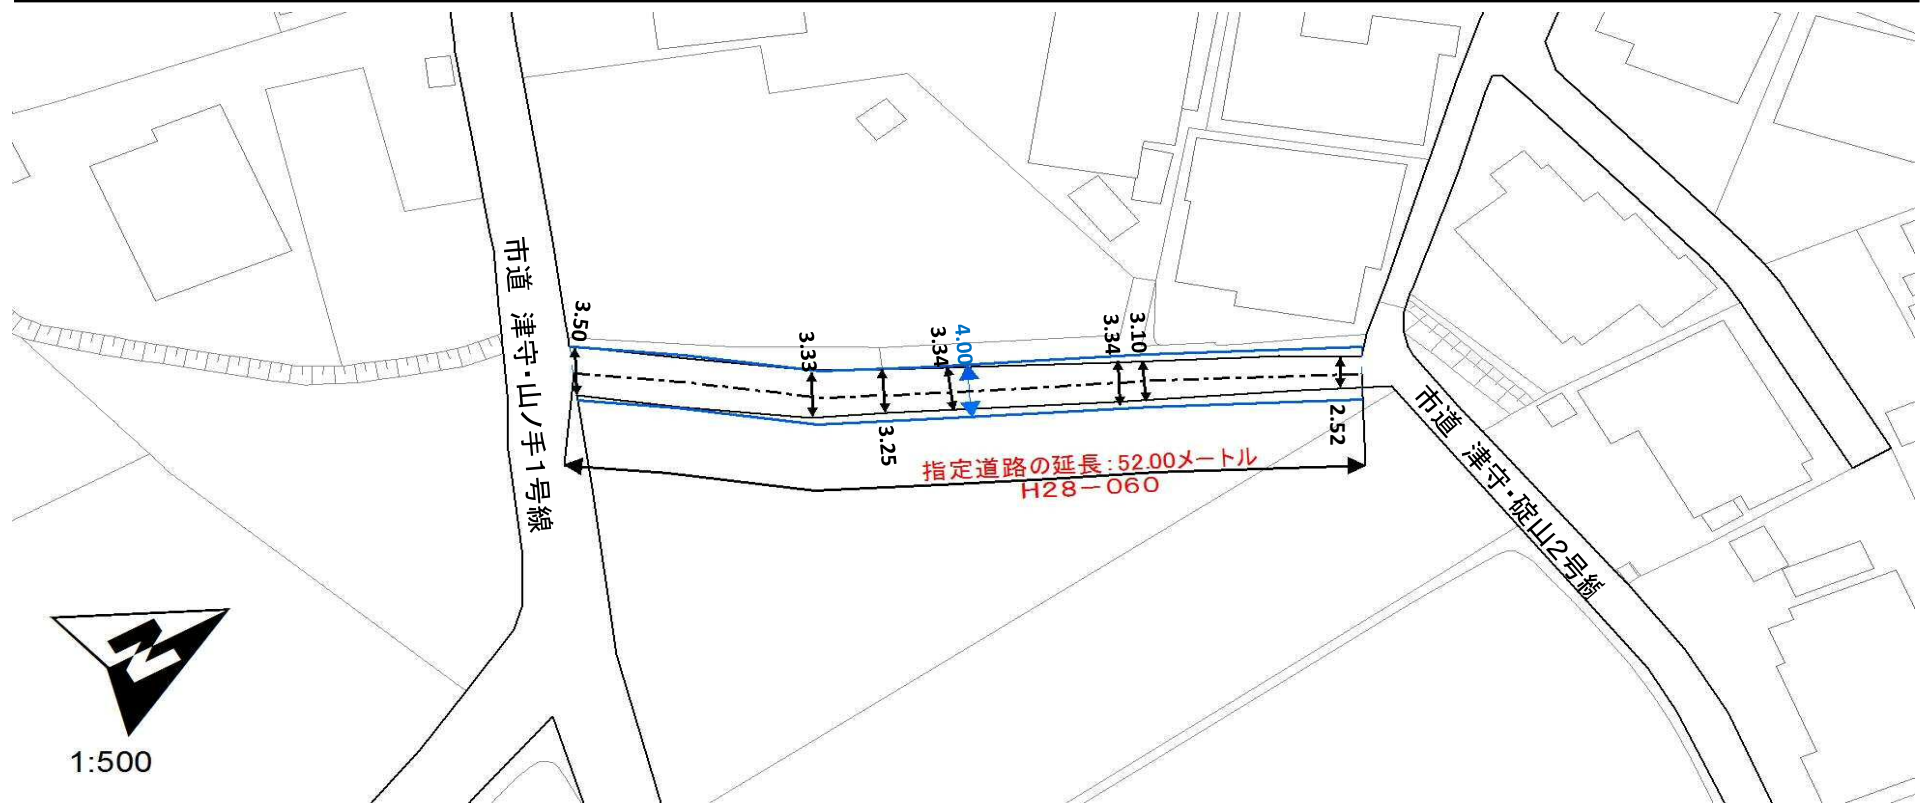 市道 津守・山ノ手1号線
3.50
3.33
3.25
3.34
4.00
3.34
3.10
2.52
指定道路の延長:52.00メートル
H28-060
市道 津守・碇山2号線
N
1:500